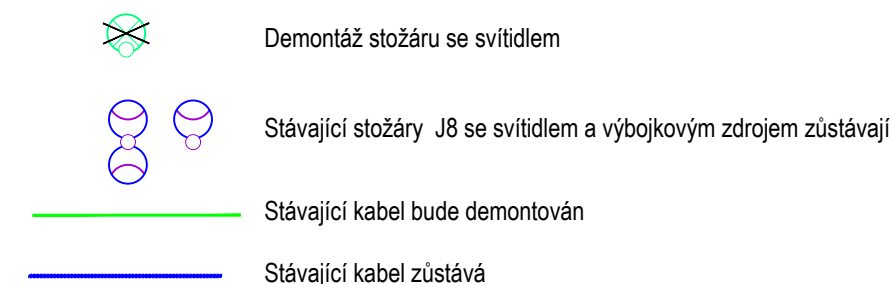 Demontáž stožáru se svítidlem
Stávající stožáry J8 se svítidlem a výbojkovým zdrojem zůstávají
Stávající kabel bude demontován
Stávající kabel zůstává